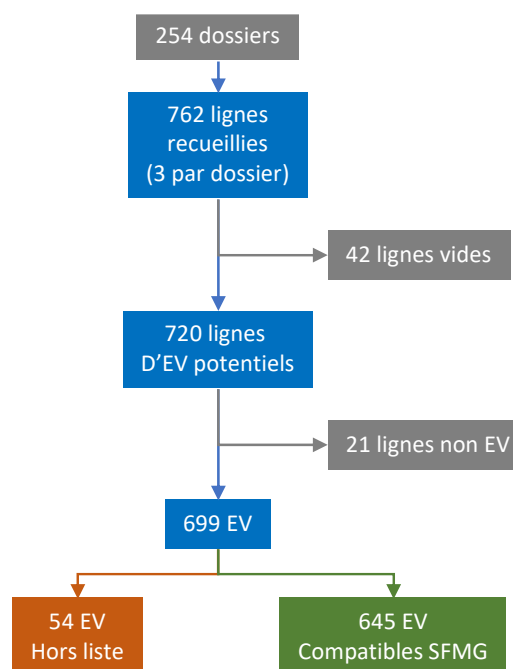 254 dossiers
762 lignes
recueillies
(3 par dossier)
42 lignes vides
720 lignes
D'EV potentiels
21 lignes non EV
699 EV
54 EV
Hors liste
645 EV
Compatibles SFMG